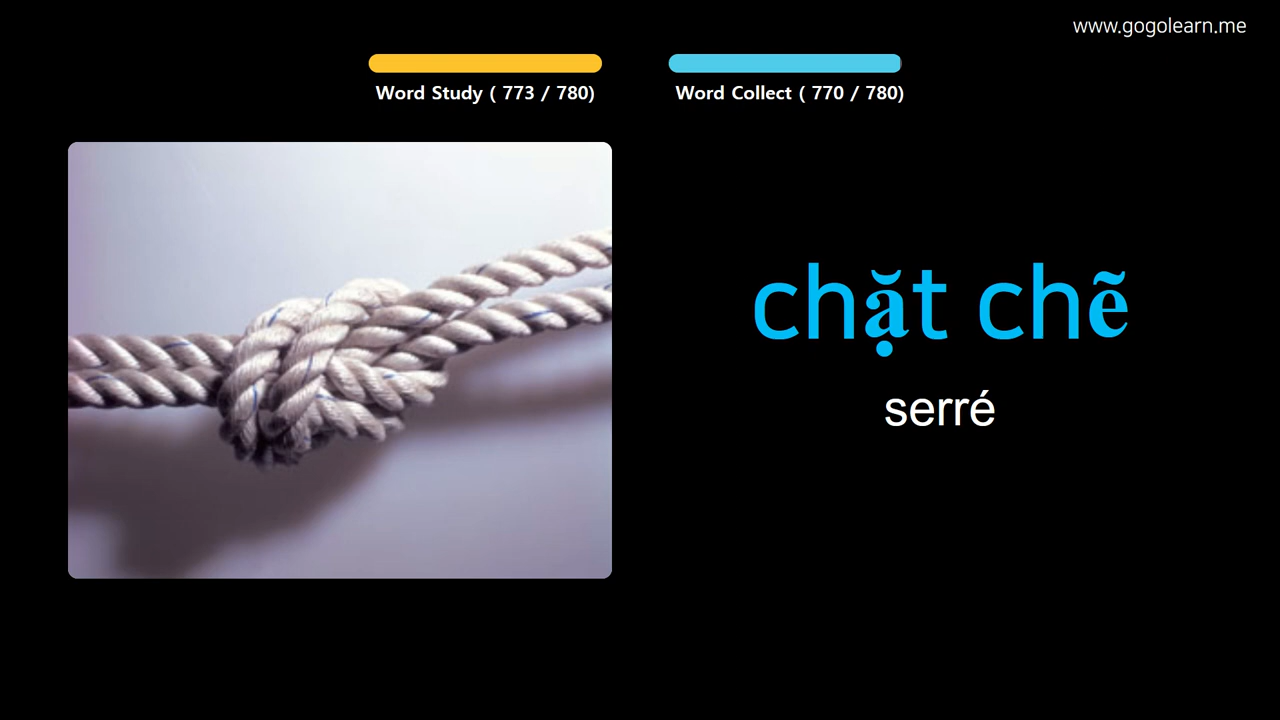 www.gogolearn.me
Word Study ( 773 / 780)
Word Collect ( 770 / 780)
chặt chẽ
serré